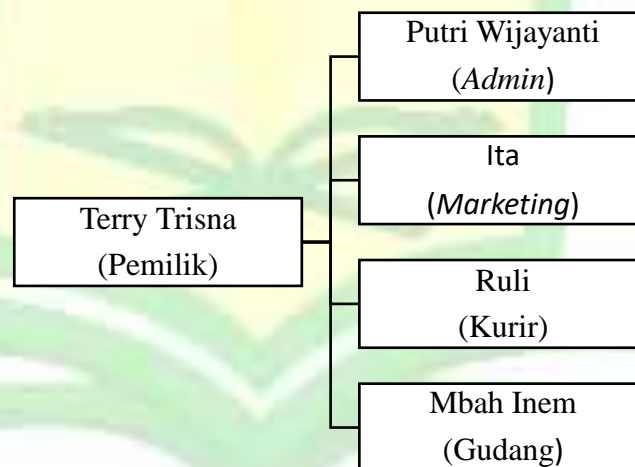 Putri Wijayanti
(Admin)
Ita
(Marketing)
Terry Trisna
(Pemilik)
Ruli
(Kurir)
Mbah Inem
(Gudang)